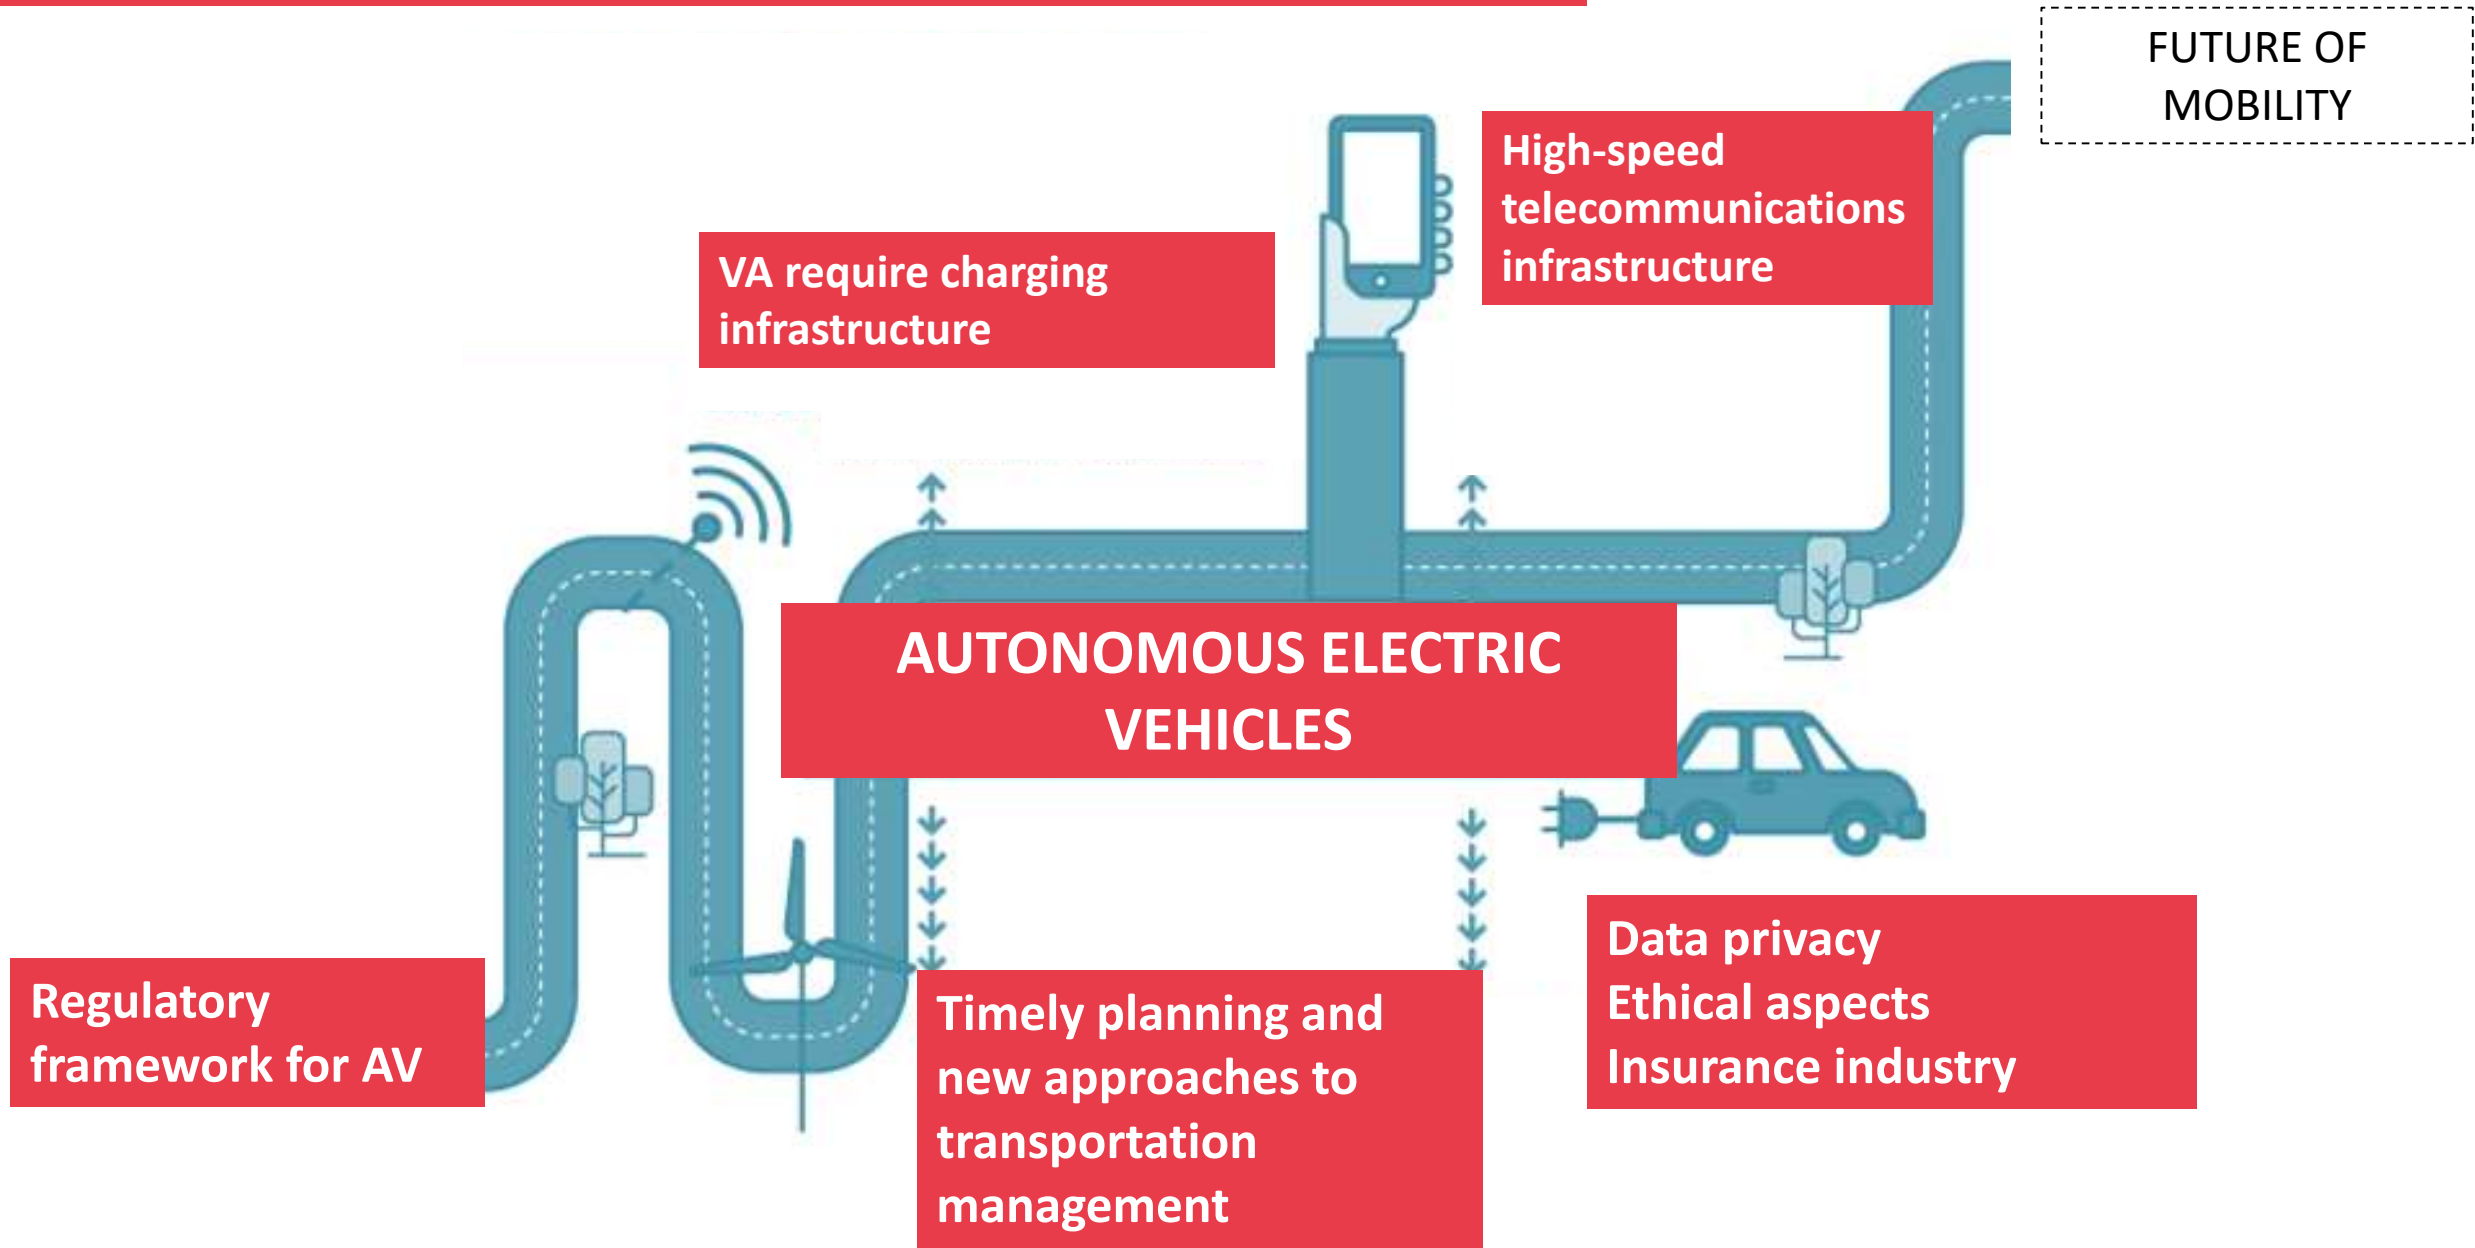 FUTURE OF
MOBILITY
High-speed
telecommunications
infrastructure
VA require charging
infrastructure
AUTONOMOUS ELECTRIC
VEHICLES
Regulatory
framework for AV
Timely planning and
new approaches to
transportation
management
Data privacy
Ethical aspects
Insurance industry